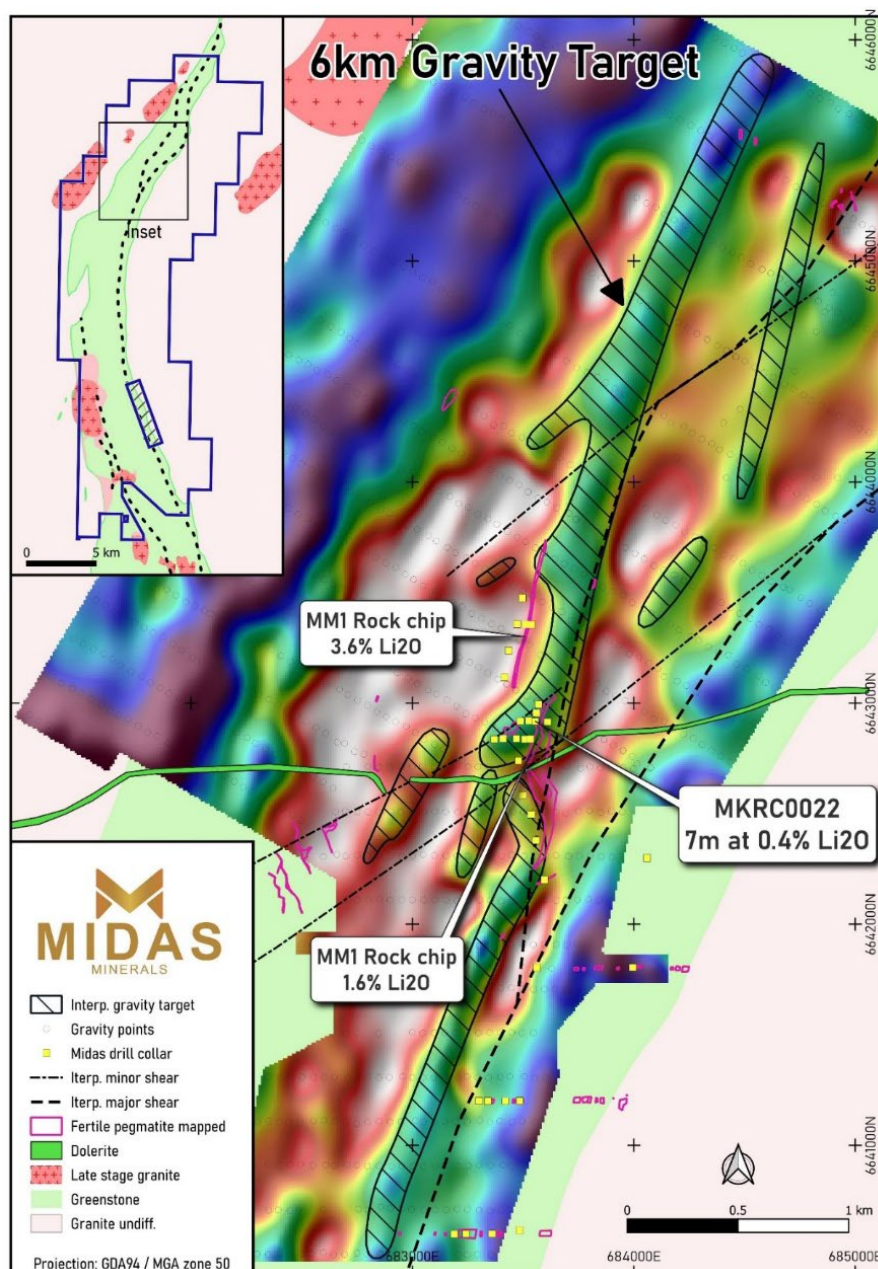 6km Gravity Target
6646000N
Inset
0
5 km
6645000N
6644000N
MM1 Rock chip
3.6% Li2O
6643000N
MKRC0022
7m at 0.4% Li2O
MIDAS
MINERALS
MM1 Rock chip
1.6% Li2O
6642000N
Interp. gravity target
Gravity points
Midas drill collar
Iterp. minor shear
Iterp. major shear
Fertile pegmatite mapped
Dolerite
Late stage granite
Greenstone
Granite undiff.
Projection: GDA94 / MGA zone 50
6641000N
0
0.5
1 km
683000E
684000E
685000E